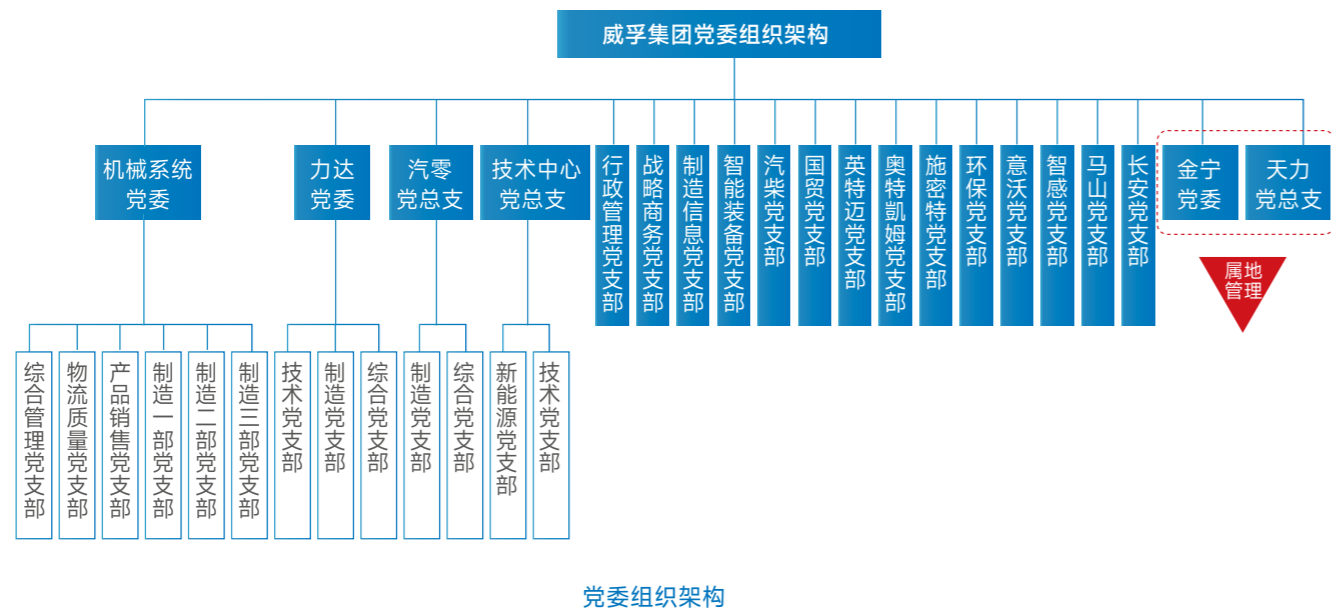 威孚集团党委组织架构
机械系统
党委
力达
党委
汽零
党总支
技术中心
党总支
行政管理党支部
战略商务党支部
制造信息党支部
智能装备党支部
汽柴党支部
国贸党支部
英特迈党支部
奥特凯姆党支部
施密特党支部
环保党支部
意沃党支部
智感党支部
马山党支部
长安党支部
金宁
党委
天力
党总支
属地
管理
综合管理党支部
物流质量党支部
产品销售党支部
制造一部党支部
制造二部党支部
制造三部党支部
技术党支部
制造党支部
综合党支部
制造党支部
综合党支部
新能源党支部
技术党支部
党委组织架构